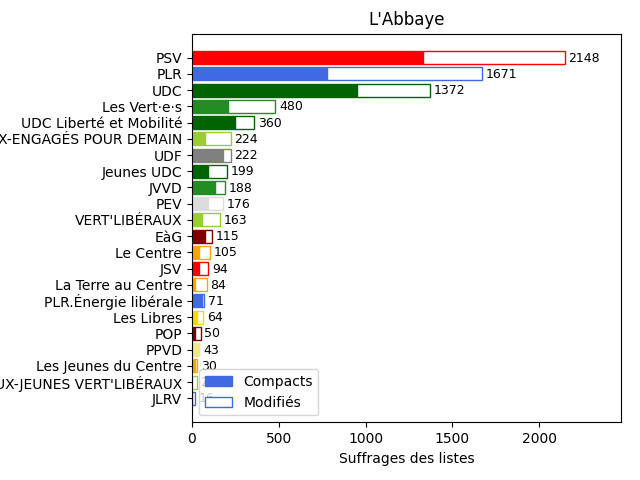 L'Abbaye
PSV 2148
PLR 1671
UDC 1372
Les Vert·e·s 480
UDC Liberté et Mobilité 360
X-ENGAGÉS POUR DEMAIN 224
UDF 222
Jeunes UDC 199
JVVD 188
PEV 176
VERT'LIBÉRAUX 163
EàG 115
Le Centre 105
JSV 94
La Terre au Centre 84
PLR.Énergie libérale 71
Les Libres 64
POP 50
PPVD 43
Les Jeunes du Centre 30
UX-JEUNES VERT'LIBÉRAUX
JLRV
Compacts
Modifiés
0 500 1000 1500 2000
Suffrages des listes